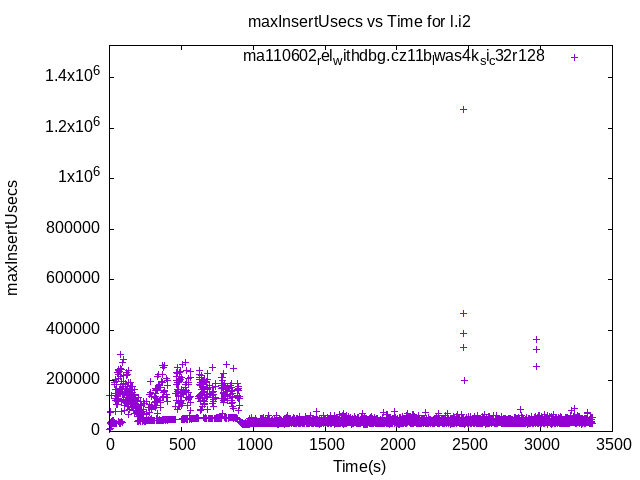 maxInsertUsecs vs Time for l.i2
ma110602_rel_withdbg.cz11b_lwas4k_si_c32r128
1.4x10^6
1.2x10^6
1x10^6
800000
600000
400000
200000
0
maxInsertUsecs
0 500 1000 1500 2000 2500 3000 3500
Time(s)